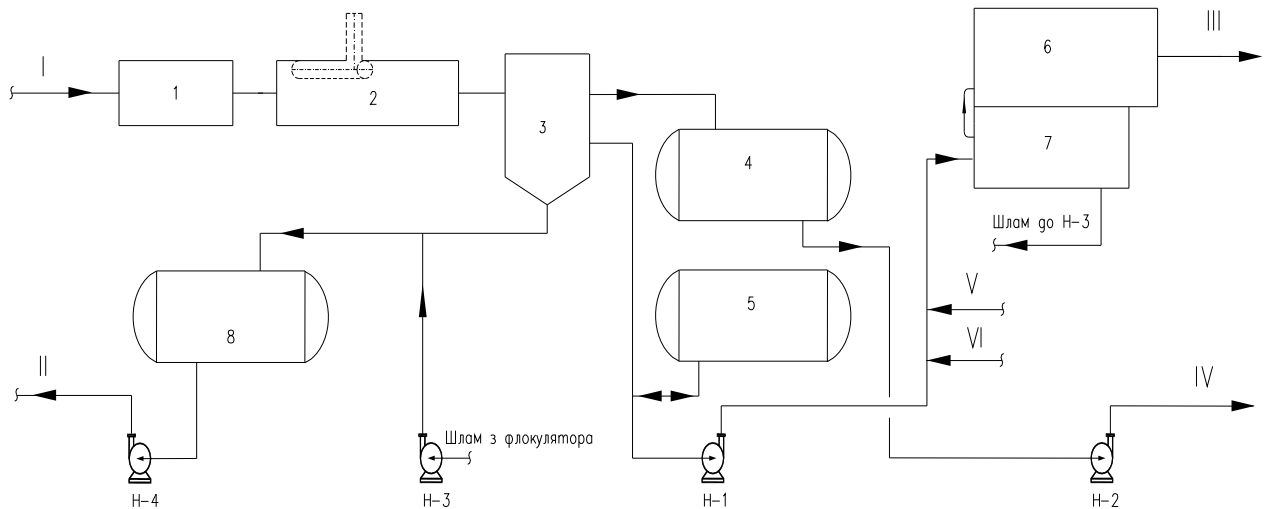 I
1
2
3
4
5
6
7
III
Шлам до Н-3
V
VI
8
II
IV
Шлам з флокулятора
Н-4
Н-3
Н-1
Н-2